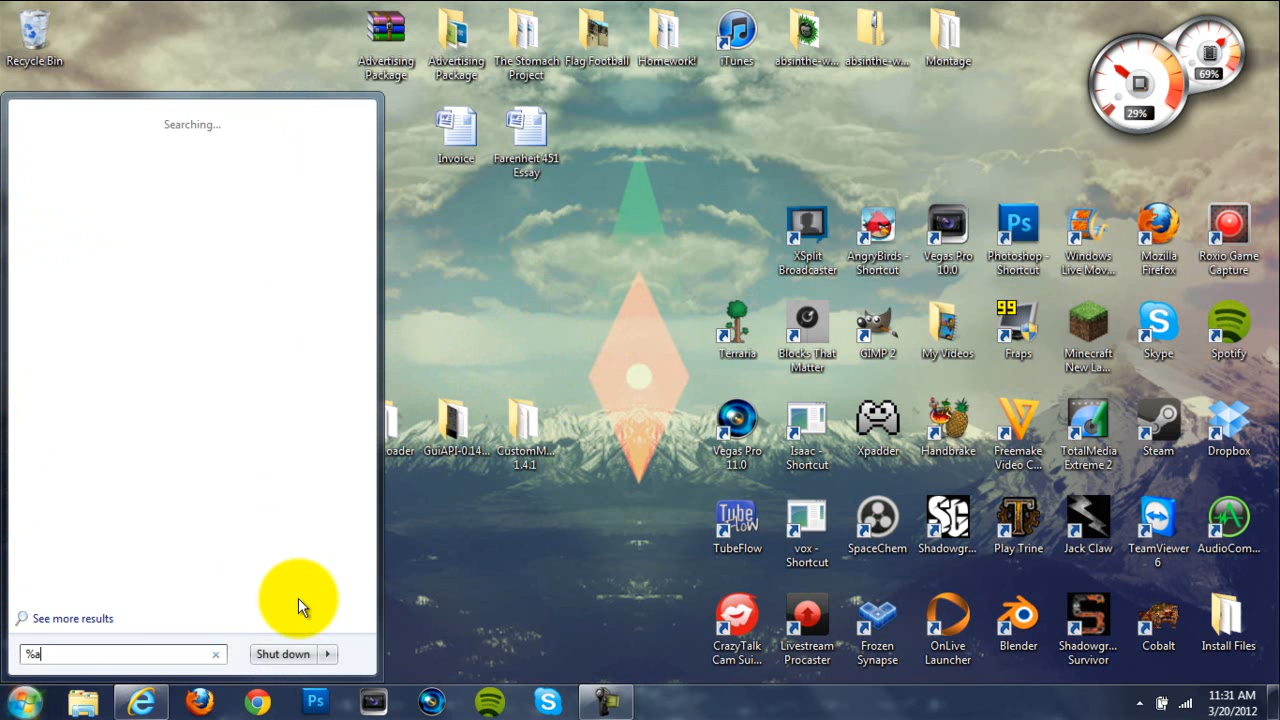 Recycle Bin
Advertising
Package
Advertising
Package
The Stomach
Project
Flag Football
Homework!
iTunes
absinthe-w...
absinthe-w...
Montage
69%
29%
Searching...
Invoice
Farenheit 451
Essay
XSplit
Broadcaster
AngryBirds -
Shortcut
Vegas Pro
10.0
Ps
Photoshop -
Shortcut
Windows
Live Mov...
Mozilla
Firefox
Roxio Game
Capture
Terraria
Blocks That
Matter
GIMP 2
My Videos
99
Fraps
Minecraft
New La...
Skype
Spotify
oader
GuiAPI-0.14...
CustomM...
1.4.1
Vegas Pro
11.0
Isaac -
Shortcut
Xpadder
Handbrake
Freemake
Video C...
TotalMedia
Extreme 2
Steam
Dropbox
Tube
Flow
TubeFlow
vox -
Shortcut
SpaceChem
SG
Shadowgr...
Play Trine
Jack Claw
TeamViewer
6
AudioCom...
CrazyTalk
Cam Sui...
Livestream
Procaster
Frozen
Synapse
OnLive
Launcher
Blender
Shadowgr...
Survivor
Cobalt
Install Files
See more results
%a
Shut down
Ps
11:31 AM
3/20/2012